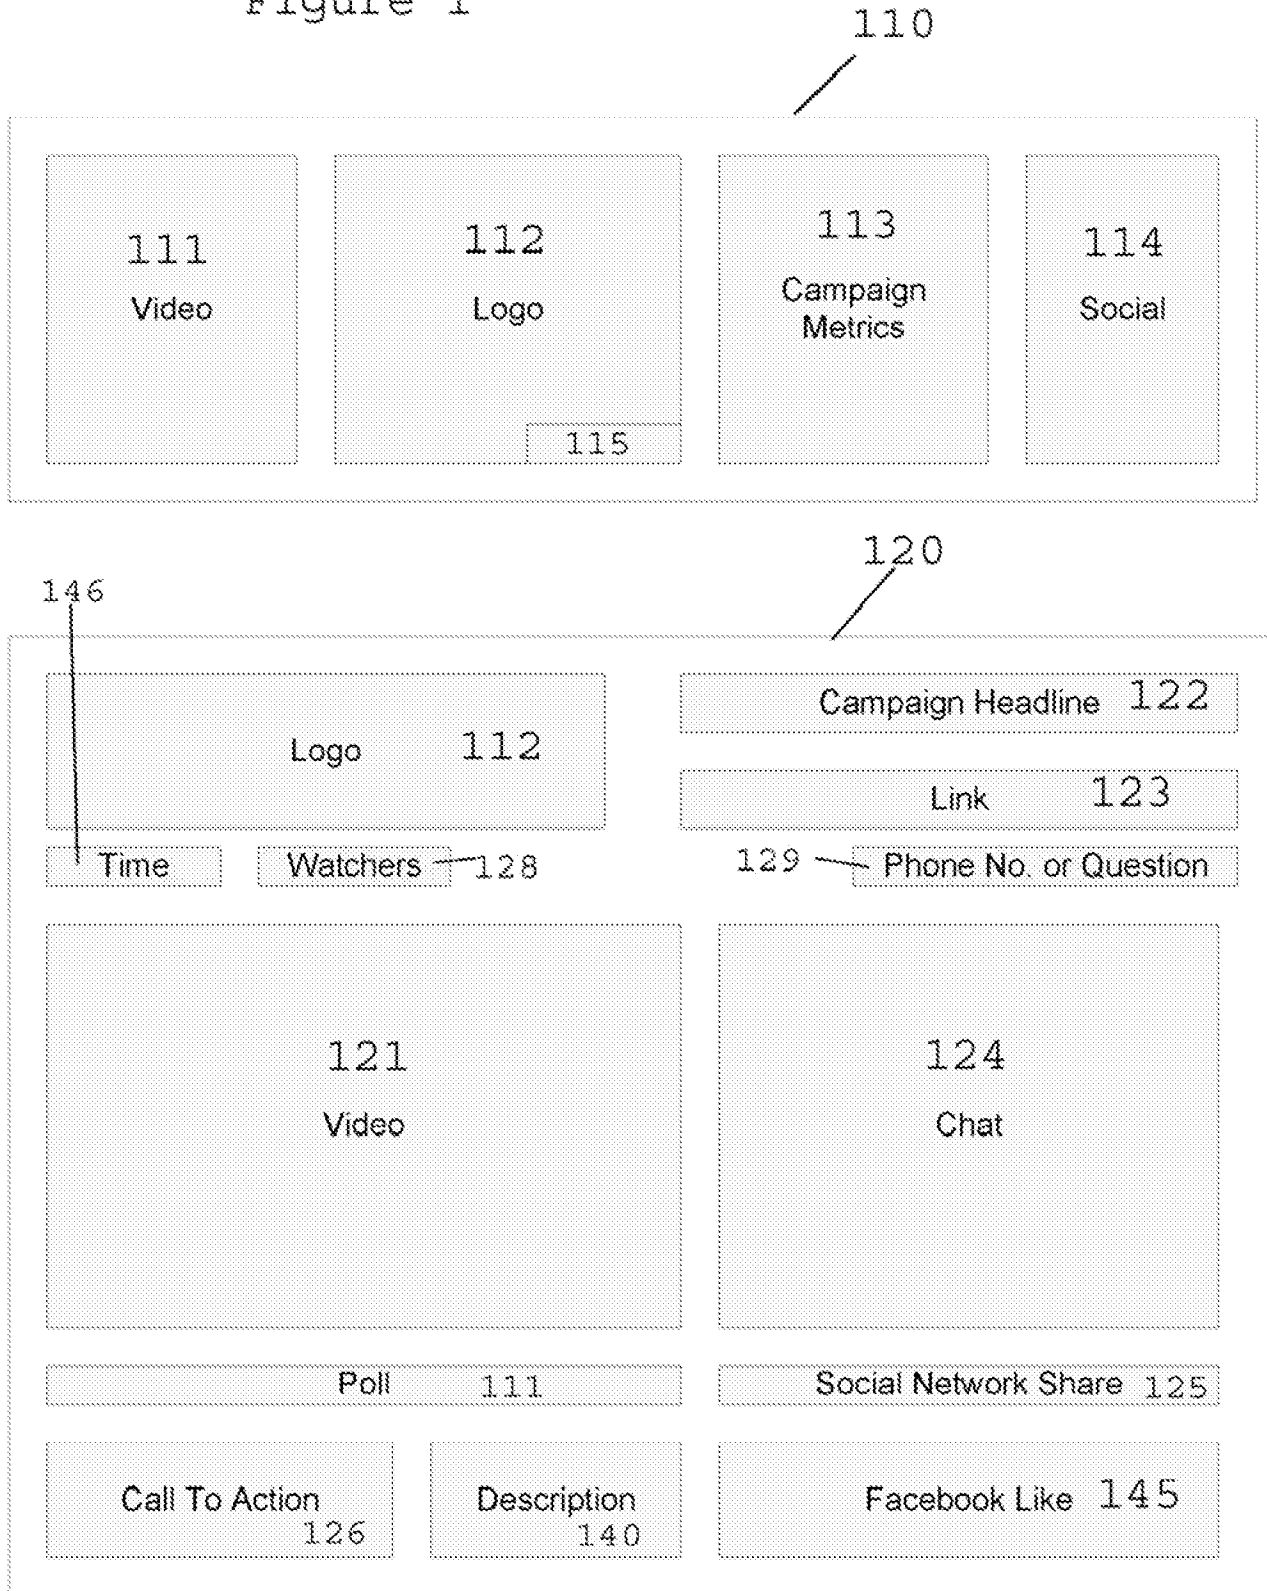 Figure 1
110
111
Video
112
Logo
113
Campaign
Metrics
114
Social
115
120
146
Logo 112
Campaign Headline 122
Link 123
Time
Watchers 128
129 Phone No. or Question
121
Video
124
Chat
Poll 111
Social Network Share 125
Call To Action
126
Description
140
Facebook Like 145